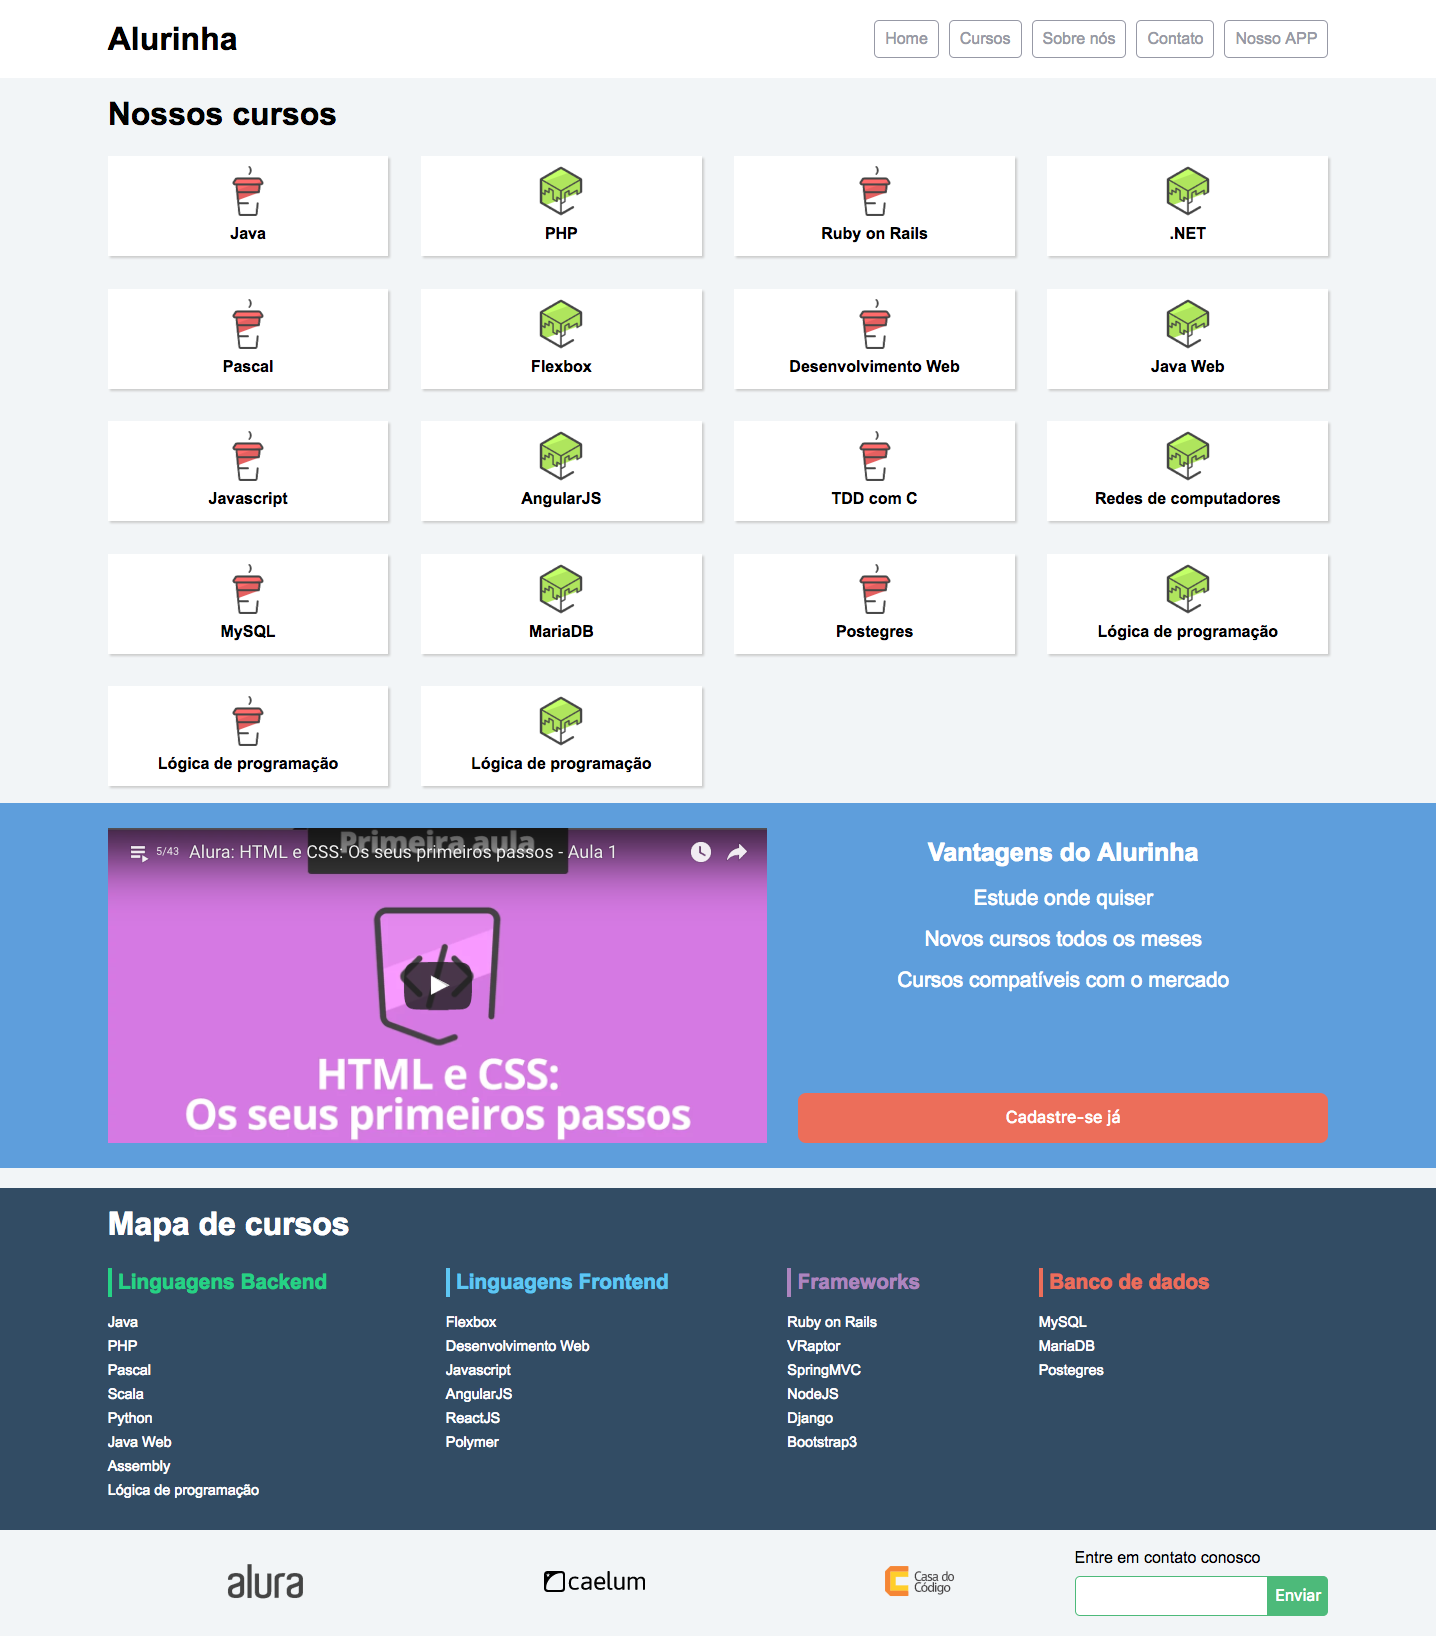 Alurinha
Home Cursos Sobre nós Contato Nosso APP
Nossos cursos
Java PHP Ruby on Rails .NET
Pascal Flexbox Desenvolvimento Web Java Web
Javascript AngularJS TDD com C Redes de computadores
MySQL MariaDB Postegres Lógica de programação
Lógica de programação Lógica de programação
Primeira aula
5/43 Alura: HTML e CSS: Os seus primeiros passos - Aula 1
HTML e CSS:
Os seus primeiros passos
Vantagens do Alurinha
Estude onde quiser
Novos cursos todos os meses
Cursos compatíveis com o mercado
Cadastre-se já
Mapa de cursos
Linguagens Backend
Java
PHP
Pascal
Scala
Python
Java Web
Assembly
Lógica de programação
Linguagens Frontend
Flexbox
Desenvolvimento Web
Javascript
AngularJS
ReactJS
Polymer
Frameworks
Ruby on Rails
VRaptor
SpringMVC
NodeJS
Django
Bootstrap3
Banco de dados
MySQL
MariaDB
Postegres
alura
caelum
Casa do
Código
Entre em contato conosco
Enviar